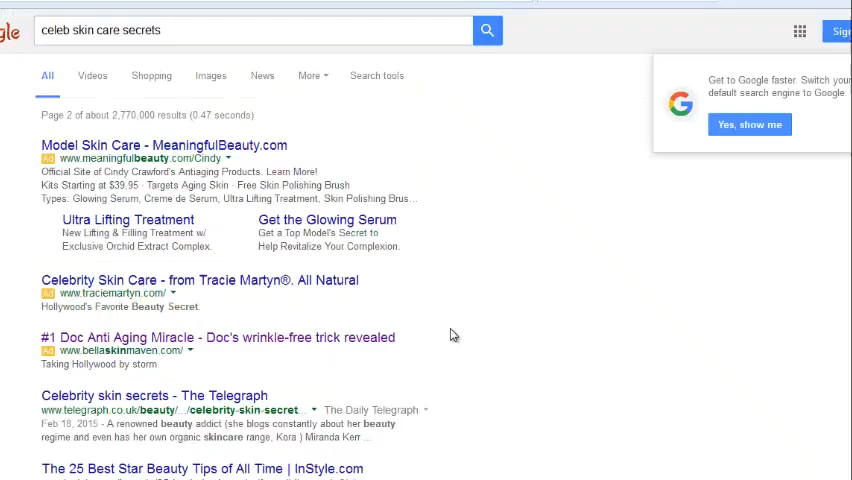 gle
celeb skin care secrets
Sign
All Videos Shopping Images News More Search tools
Get to Google faster. Switch your
default search engine to Google.
Yes, show me
Page 2 of about 2,770,000 results (0.47 seconds)
Model Skin Care - MeaningfulBeauty.com
Ad www.meaningfulbeauty.com/Cindy
Official Site of Cindy Crawford's Antiaging Products. Learn More!
Kits Starting at $39.95 · Targets Aging Skin · Free Skin Polishing Brush
Types: Glowing Serum, Creme de Serum, Ultra Lifting Treatment, Skin Polishing Brus...
Ultra Lifting Treatment
New Lifting & Filling Treatment w/
Exclusive Orchid Extract Complex.
Get the Glowing Serum
Get a Top Model's Secret to
Help Revitalize Your Complexion.
Celebrity Skin Care - from Tracie Martyn®. All Natural
Ad www.traciemartyn.com/
Hollywood's Favorite Beauty Secret.
#1 Doc Anti Aging Miracle - Doc's wrinkle-free trick revealed
Ad www.bellaskinmaven.com/
Taking Hollywood by storm.
Celebrity skin secrets - The Telegraph
www.telegraph.co.uk/beauty/.../celebrity-skin-secret... The Daily Telegraph
Feb 18, 2015 - A renowned beauty addict (she blogs constantly about her beauty
regime and even has her own organic skincare range, Kora ) Miranda Kerr ...
The 25 Best Star Beauty Tips of All Time | InStyle.com